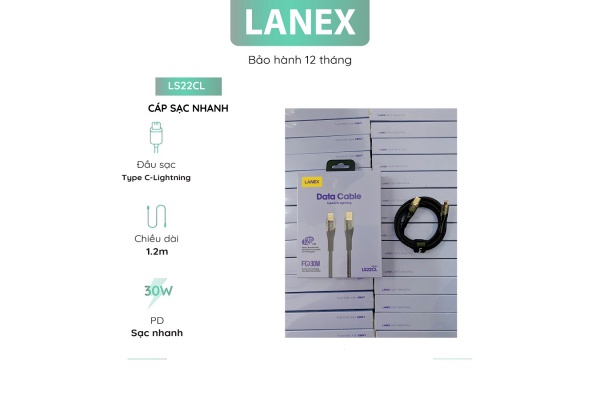 LANEX
Bảo hành 12 tháng
LS22CL
CÁP SẠC NHANH
Đầu sạc
Type C-Lightning
Chiều dài
1.2m
30W
PD
Sạc nhanh
LANEX
Data Cable
PD30W
LS22CL